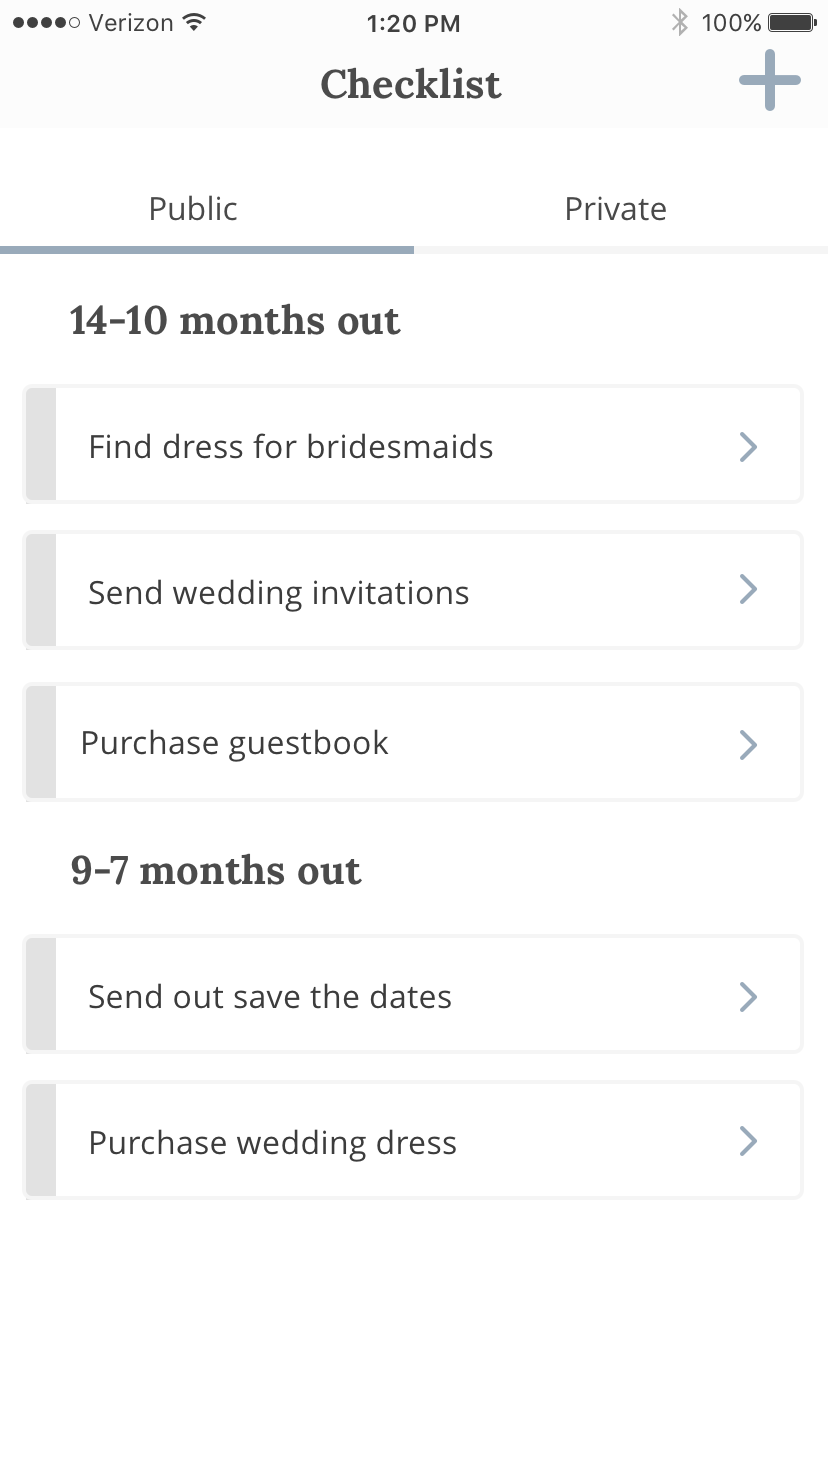 Verizon 1:20 PM 100%
Checklist
Public Private
14-10 months out
Find dress for bridesmaids
Send wedding invitations
Purchase guestbook
9-7 months out
Send out save the dates
Purchase wedding dress